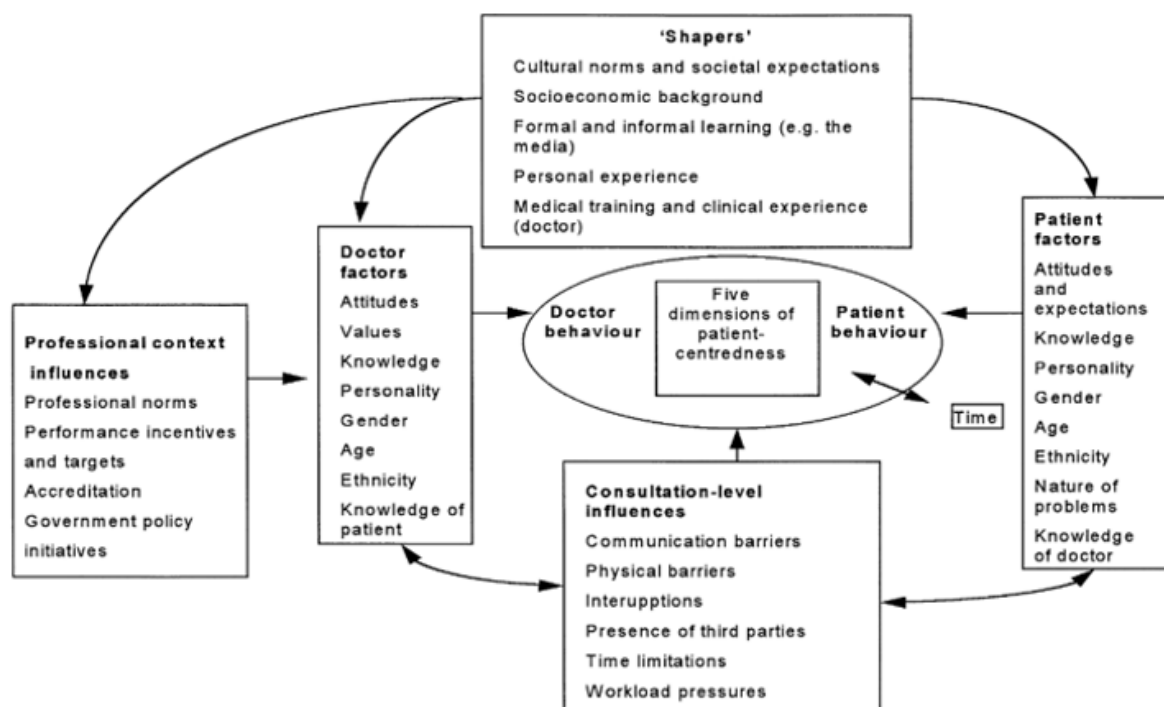 'Shapers'
Cultural norms and societal expectations
Socioeconomic background
Formal and informal learning (e.g. the
media)
Personal experience
Medical training and clinical experience
(doctor)
Professional context
influences
Professional norms
Performance incentives
and targets
Accreditation
Government policy
initiatives
Doctor
factors
Attitudes
Values
Knowledge
Personality
Gender
Age
Ethnicity
Knowledge of
patient
Doctor
behaviour
Five
dimensions of
patient-
centredness
Patient
behaviour
Time
Consultation-level
influences
Communication barriers
Physical barriers
Interupptions
Presence of third parties
Time limitations
Workload pressures
Patient
factors
Attitudes
and
expectations
Knowledge
Personality
Gender
Age
Ethnicity
Nature of
problems
Knowledge
of doctor